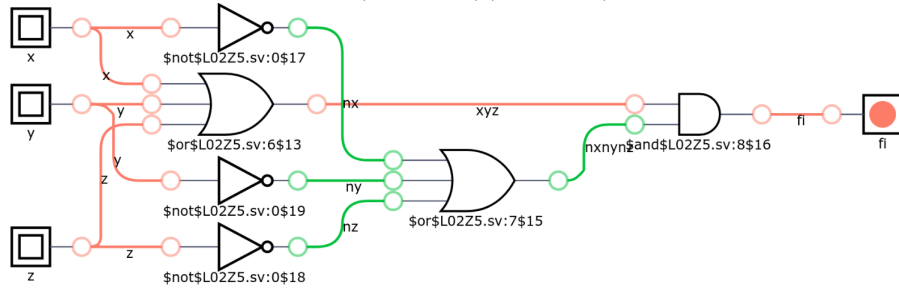 x
x
$not$L02Z5.sv:0$17
x
y
y
$or$L02Z5.sv:6$13
nx
xyz
nxnynz
$and$L02Z5.sv:8$16
fi
fi
y
z
ny
$not$L02Z5.sv:0$19
nz
$or$L02Z5.sv:7$15
z
z
$not$L02Z5.sv:0$18